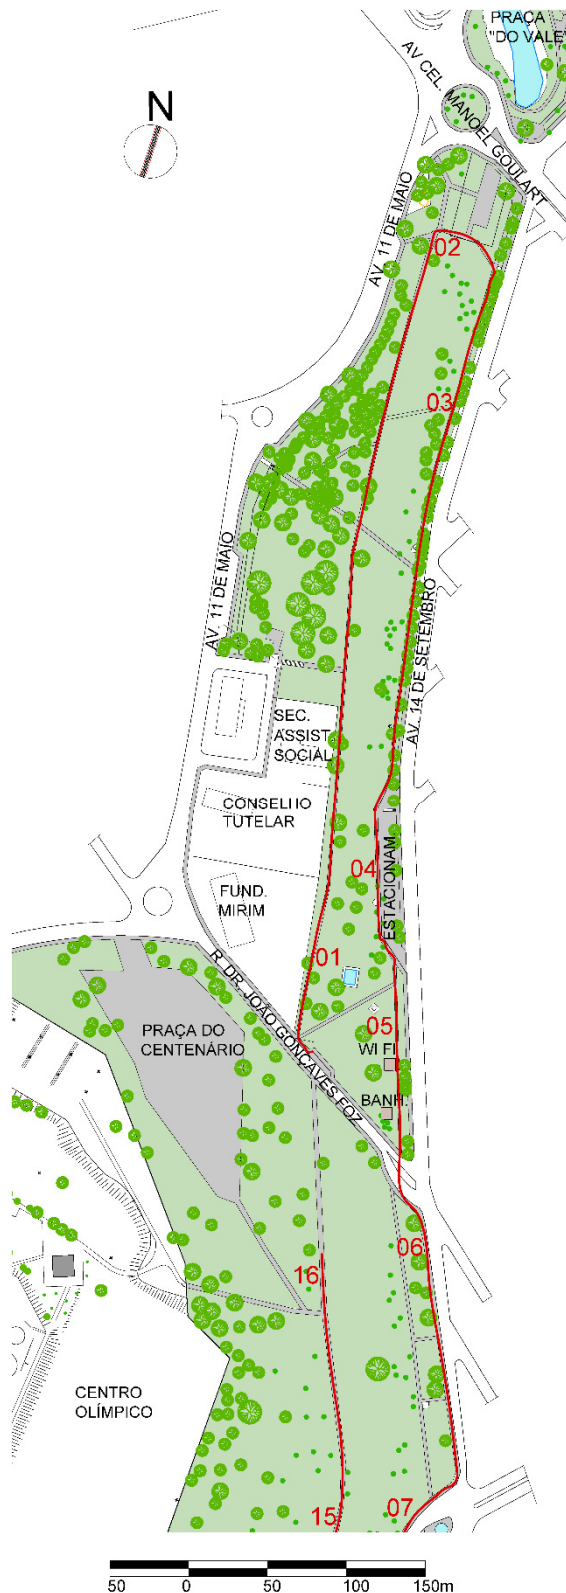 PRAÇA
"DO VALE"
AV CEL. MANOEL GOULART
N
AV. 11 DE MAIO
02
03
AV. 11 DE MAIO
AV. 14 DE SETEMBRO
SEC.
ASSIST.
SOCIAL
CONSELHO
TUTELAR
04
ESTACIONAM.
FUND.
MIRIM
01
R. DR. JOÃO GONÇAVES FOZ
PRAÇA DO
CENTENÁRIO
05
WI FI
BANH.
06
16
CENTRO
OLÍMPICO
15
07
50 0 50 100 150m